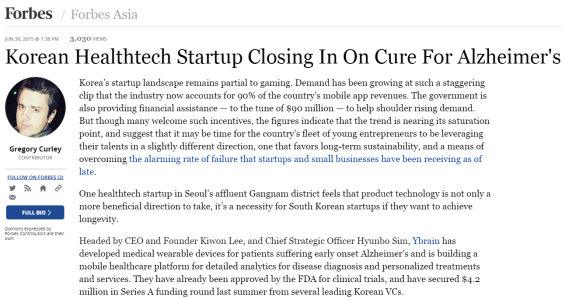 Forbes / Forbes Asia
JUN 30, 2015 @ 7:38 PM 3,030 VIEWS
Korean Healthtech Startup Closing In On Cure For Alzheimer's
Gregory Curley
CONTRIBUTOR
FOLLOW ON FORBES (2)
FULL BIO >
Opinions expressed by
Forbes Contributors are their
own.
Korea's startup landscape remains partial to gaming. Demand has been growing at such a staggering
clip that the industry now accounts for 90% of the country's mobile app revenues. The government is
also providing financial assistance — to the tune of $90 million — to help shoulder rising demand.
But though many welcome such incentives, the figures indicate that the trend is nearing its saturation
point, and suggest that it may be time for the country's fleet of young entrepreneurs to be leveraging
their talents in a slightly different direction, one that favors long-term sustainability, and a means of
overcoming the alarming rate of failure that startups and small businesses have been receiving as of
late.
One healthtech startup in Seoul's affluent Gangnam district feels that product technology is not only a
more beneficial direction to take, it's a necessity for South Korean startups if they want to achieve
longevity.
Headed by CEO and Founder Kiwon Lee, and Chief Strategic Officer Hyunbo Sim, Ybrain has
developed medical wearable devices for patients suffering early onset Alzheimer's and is building a
mobile healthcare platform for detailed analytics for disease diagnosis and personalized treatments
and services. They have already been approved by the FDA for clinical trials, and have secured $4.2
million in Series A funding round last summer from several leading Korean VCs.